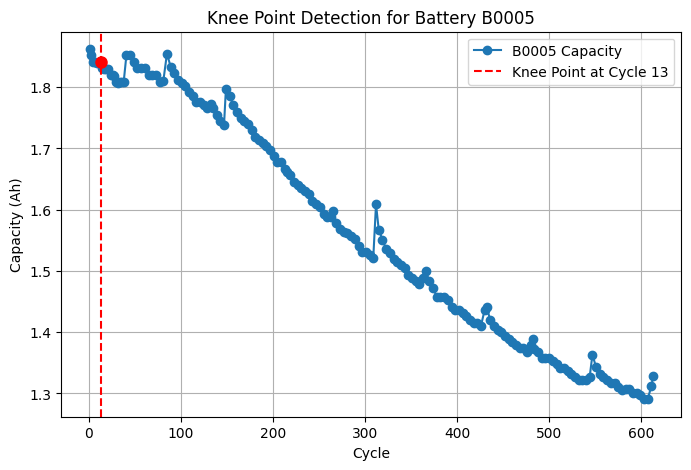 Knee Point Detection for Battery B0005
B0005 Capacity
Knee Point at Cycle 13
Capacity (Ah)
1.8
1.7
1.6
1.5
1.4
1.3
0
100
200
300
400
500
600
Cycle